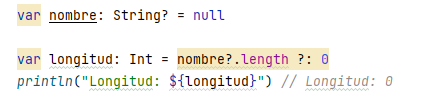 var nombre: String? = null
var longitud: Int = nombre?.length ?: 0
println("Longitud: ${longitud}") // Longitud: 0